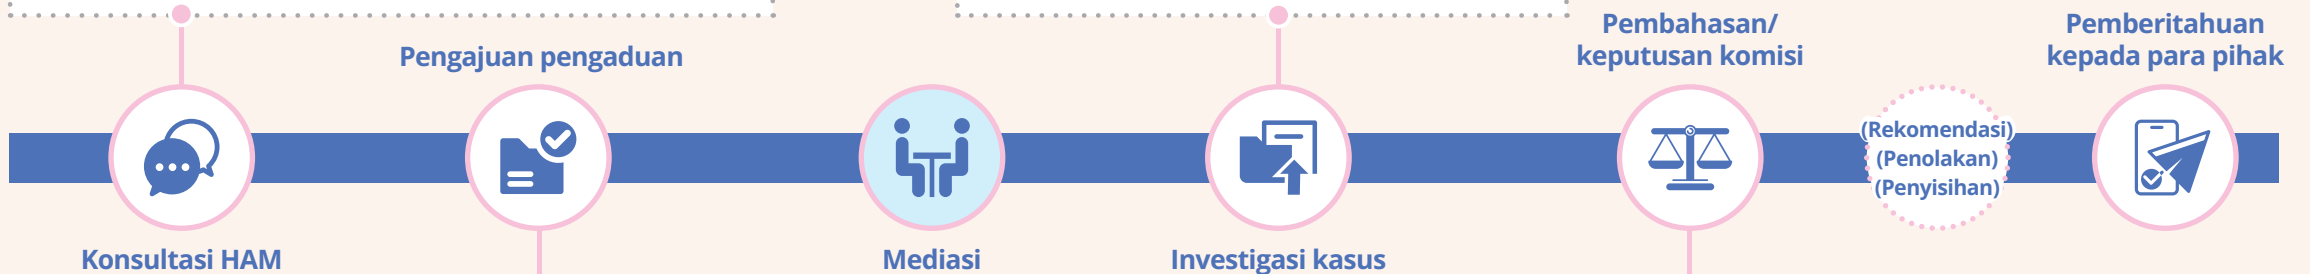 Konsultasi HAM
Pengajuan pengaduan
Mediasi
Investigasi kasus
Pembahasan/
keputusan komisi
(Rekomendasi)
(Penolakan)
(Penyisihan)
Pemberitahuan
kepada para pihak